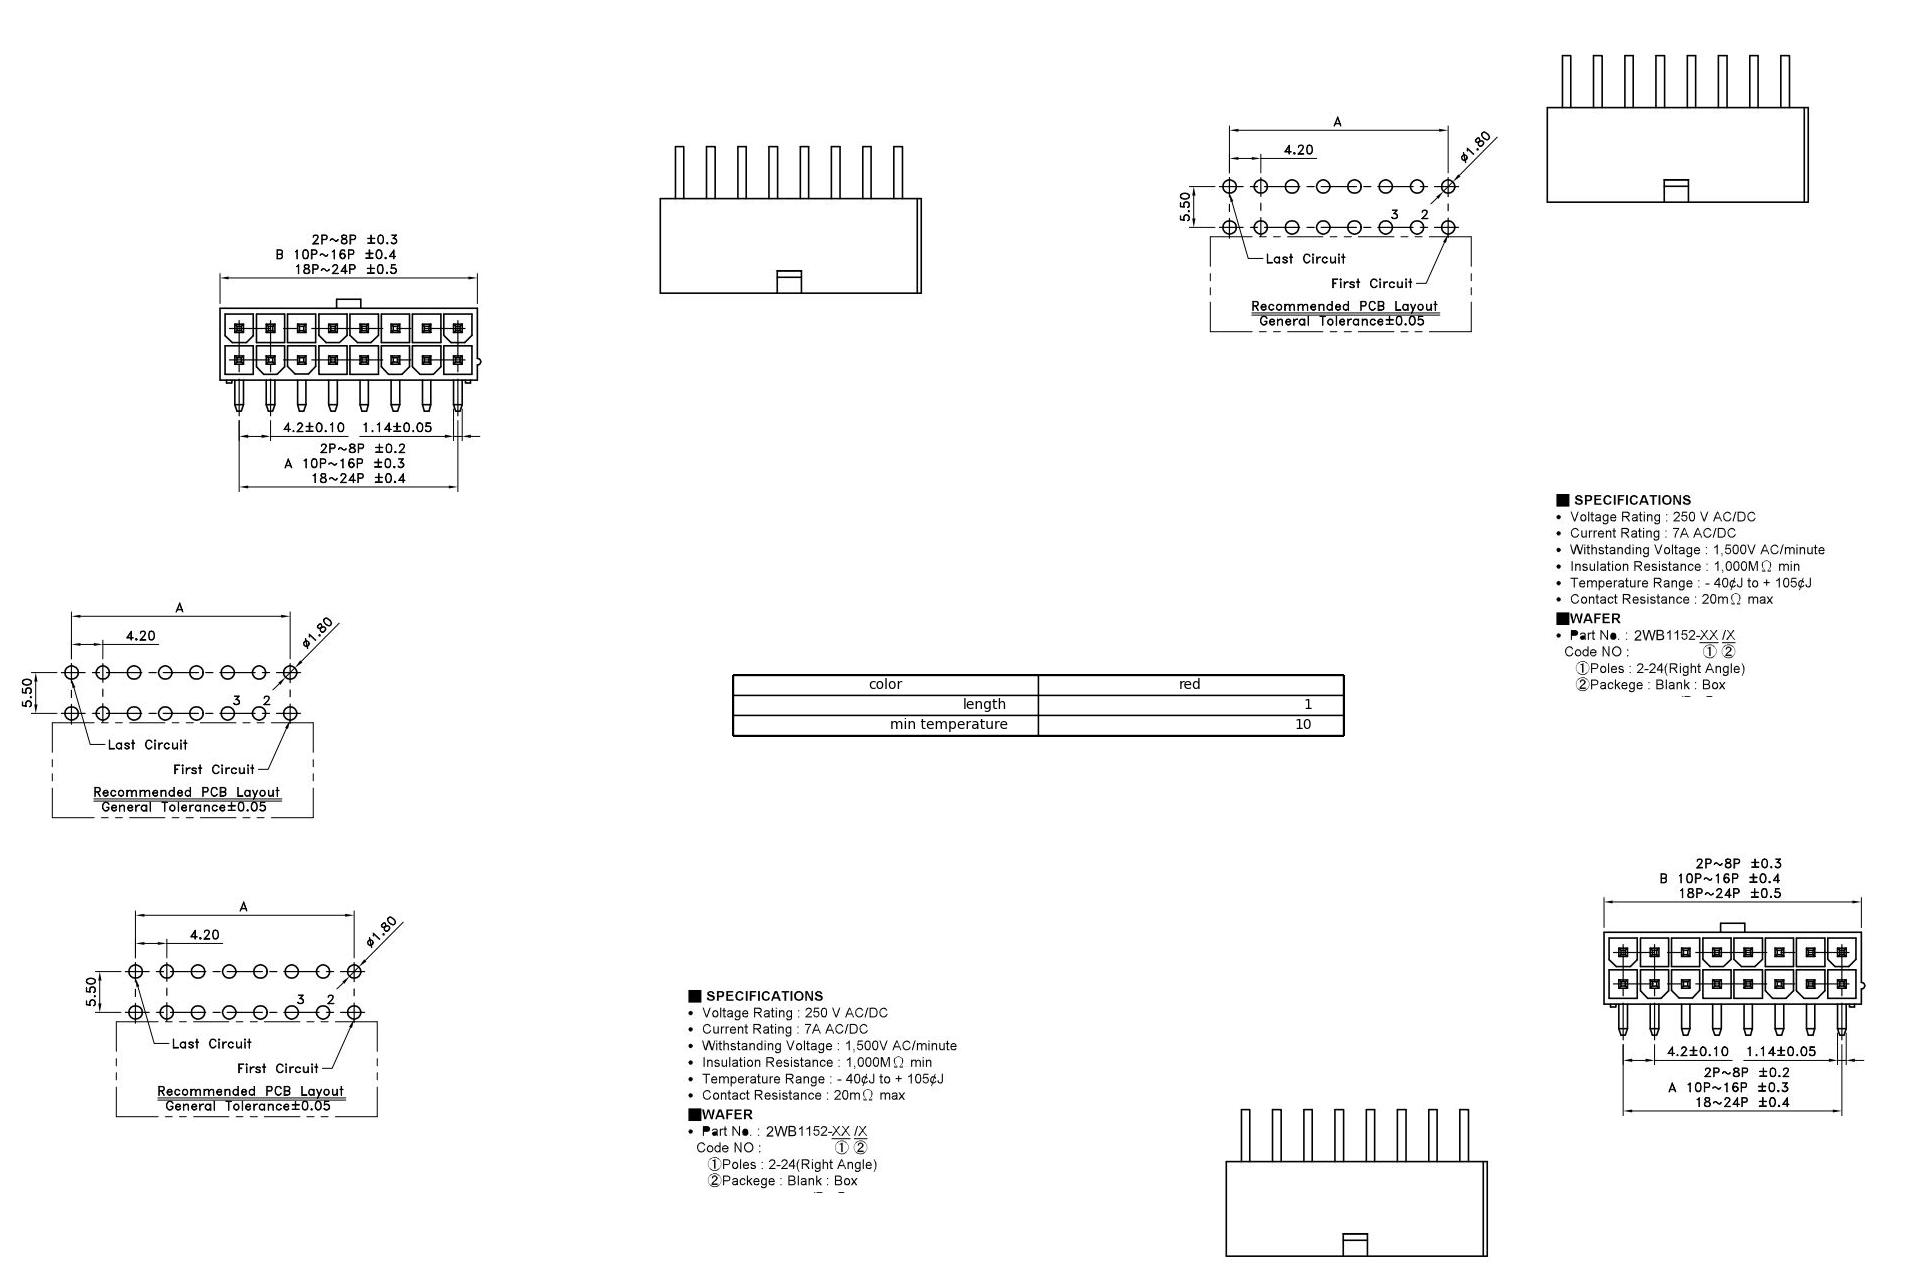 A
4.20
ø1.80
5.50
3 2
Last Circuit
First Circuit
Recommended PCB Layout
General Tolerance±0.05
2P~8P ±0.3
B 10P~16P ±0.4
18P~24P ±0.5
4.2±0.10 1.14±0.05
2P~8P ±0.2
A 10P~16P ±0.3
18~24P ±0.4
■ SPECIFICATIONS
• Voltage Rating : 250 V AC/DC
• Current Rating : 7A AC/DC
• Withstanding Voltage : 1,500V AC/minute
• Insulation Resistance : 1,000MΩ min
• Temperature Range : - 40¢J to + 105¢J
• Contact Resistance : 20mΩ max
■WAFER
• Part No. : 2WB1152-XX /X
Code NO : ① ②
①Poles : 2-24(Right Angle)
②Packege : Blank : Box
A
4.20
ø1.80
5.50
3 2
Last Circuit
First Circuit
Recommended PCB Layout
General Tolerance±0.05
color red
length 1
min temperature 10
2P~8P ±0.3
B 10P~16P ±0.4
18P~24P ±0.5
4.2±0.10 1.14±0.05
2P~8P ±0.2
A 10P~16P ±0.3
18~24P ±0.4
A
4.20
ø1.80
5.50
3 2
Last Circuit
First Circuit
Recommended PCB Layout
General Tolerance±0.05
■ SPECIFICATIONS
• Voltage Rating : 250 V AC/DC
• Current Rating : 7A AC/DC
• Withstanding Voltage : 1,500V AC/minute
• Insulation Resistance : 1,000MΩ min
• Temperature Range : - 40¢J to + 105¢J
• Contact Resistance : 20mΩ max
■WAFER
• Part No. : 2WB1152-XX /X
Code NO : ① ②
①Poles : 2-24(Right Angle)
②Packege : Blank : Box